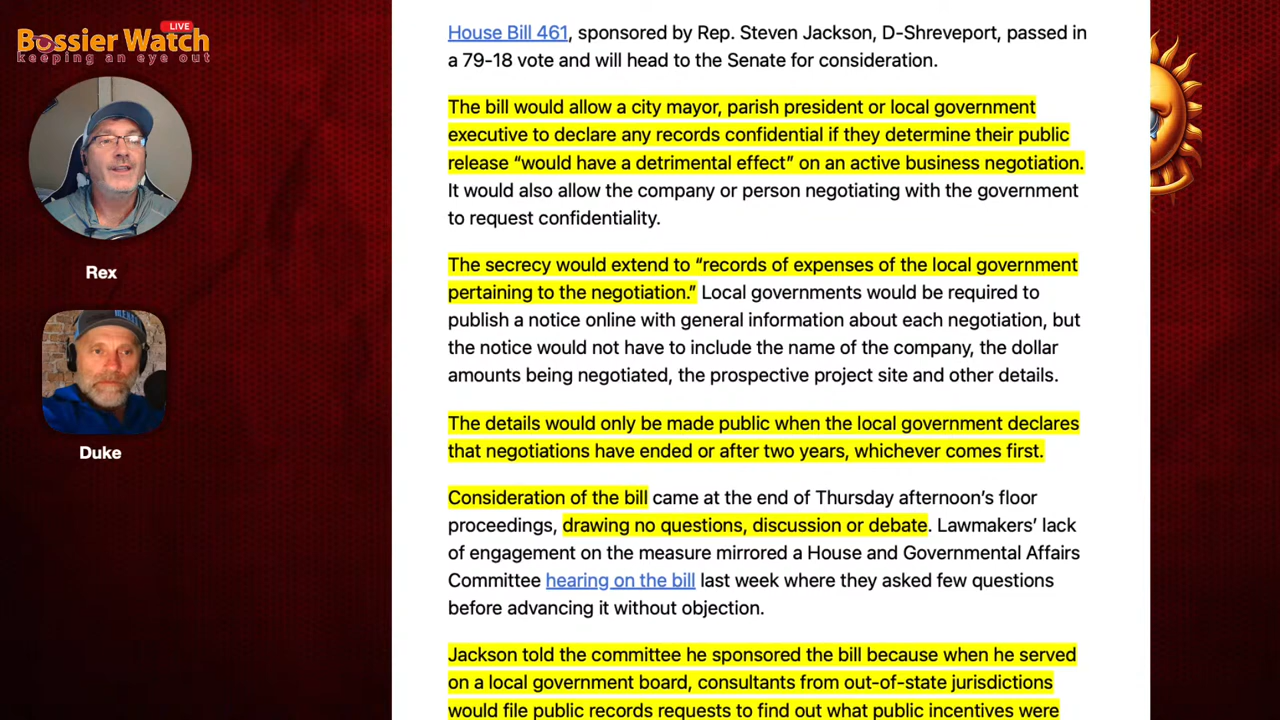 LIVE
Bossier Watch
keeping an eye out
Rex
Duke
House Bill 461, sponsored by Rep. Steven Jackson, D-Shreveport, passed in
a 79-18 vote and will head to the Senate for consideration.
The bill would allow a city mayor, parish president or local government
executive to declare any records confidential if they determine their public
release “would have a detrimental effect” on an active business negotiation.
It would also allow the company or person negotiating with the government
to request confidentiality.
The secrecy would extend to “records of expenses of the local government
pertaining to the negotiation.” Local governments would be required to
publish a notice online with general information about each negotiation, but
the notice would not have to include the name of the company, the dollar
amounts being negotiated, the prospective project site and other details.
The details would only be made public when the local government declares
that negotiations have ended or after two years, whichever comes first.
Consideration of the bill came at the end of Thursday afternoon’s floor
proceedings, drawing no questions, discussion or debate. Lawmakers’ lack
of engagement on the measure mirrored a House and Governmental Affairs
Committee hearing on the bill last week where they asked few questions
before advancing it without objection.
Jackson told the committee he sponsored the bill because when he served
on a local government board, consultants from out-of-state jurisdictions
would file public records requests to find out what public incentives were